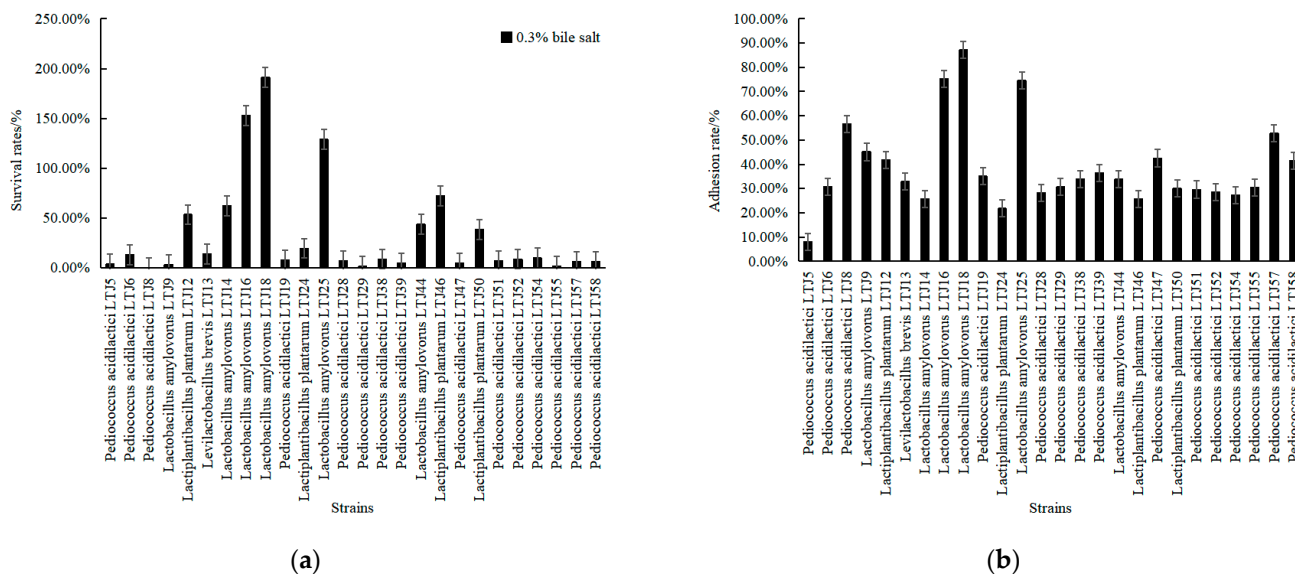 250.00%
200.00%
150.00%
100.00%
50.00%
0.00%
Survival rates/%
0.3% bile salt
Pediococcus acidilactici LTJ5
Pediococcus acidilactici LTJ6
Pediococcus acidilactici LTJ8
Lactobacillus amylovorus LTJ9
Lactiplantibacillus plantarum LTJ12
Levilactobacillus brevis LTJ13
Lactobacillus amylovorus LTJ14
Lactobacillus amylovorus LTJ16
Lactobacillus amylovorus LTJ18
Pediococcus acidilactici LTJ19
Lactiplantibacillus plantarum LTJ24
Lactobacillus amylovorus LTJ25
Pediococcus acidilactici LTJ28
Pediococcus acidilactici LTJ29
Pediococcus acidilactici LTJ38
Pediococcus acidilactici LTJ39
Lactobacillus amylovorus LTJ44
Lactiplantibacillus plantarum LTJ46
Pediococcus acidilactici LTJ47
Lactiplantibacillus plantarum LTJ50
Pediococcus acidilactici LTJ51
Pediococcus acidilactici LTJ52
Pediococcus acidilactici LTJ54
Pediococcus acidilactici LTJ55
Pediococcus acidilactici LTJ57
Pediococcus acidilactici LTJ58
Strains
(a)
100.00%
90.00%
80.00%
70.00%
60.00%
50.00%
40.00%
30.00%
20.00%
10.00%
0.00%
Adhesion rate/%
Pediococcus acidilactici LTJ5
Pediococcus acidilactici LTJ6
Pediococcus acidilactici LTJ8
Lactobacillus amylovorus LTJ9
Lactiplantibacillus plantarum LTJ12
Levilactobacillus brevis LTJ13
Lactobacillus amylovorus LTJ14
Lactobacillus amylovorus LTJ16
Lactobacillus amylovorus LTJ18
Pediococcus acidilactici LTJ19
Lactiplantibacillus plantarum LTJ24
Lactobacillus amylovorus LTJ25
Pediococcus acidilactici LTJ28
Pediococcus acidilactici LTJ29
Pediococcus acidilactici LTJ38
Pediococcus acidilactici LTJ39
Lactobacillus amylovorus LTJ44
Lactiplantibacillus plantarum LTJ46
Pediococcus acidilactici LTJ47
Lactiplantibacillus plantarum LTJ50
Pediococcus acidilactici LTJ51
Pediococcus acidilactici LTJ52
Pediococcus acidilactici LTJ54
Pediococcus acidilactici LTJ55
Pediococcus acidilactici LTJ57
Pediococcus acidilactici LTJ58
Strains
(b)